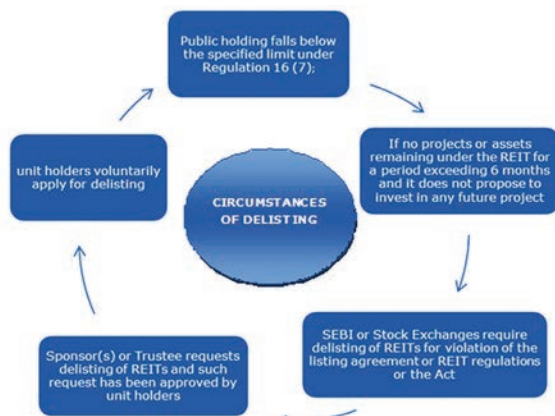 Public holding falls below
the specified limit under
Regulation 16 (7);
If no projects or assets
remaining under the REIT for
a period exceeding 6 months
and it does not propose to
invest in any future project
SEBI or Stock Exchanges require
delisting of REITs for violation of the
listing agreement or REIT regulations
or the Act
Sponsor(s) or Trustee requests
delisting of REITs and such
request has been approved by
unit holders
unit holders voluntarily
apply for delisting
CIRCUMSTANCES
OF DELISTING